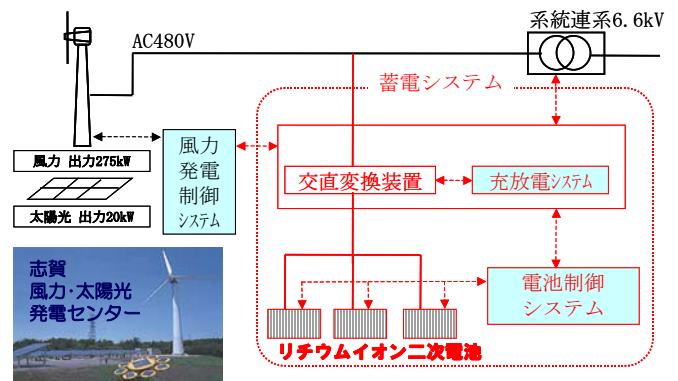 系統連系6.6kV
AC480V
蓄電システム
風力
発電
制御
システム
交直変換装置
充放電システム
風力 出力275kW
太陽光 出力20kW
志賀
風力・太陽光
発電センター
電池制御
システム
リチウムイオン二次電池